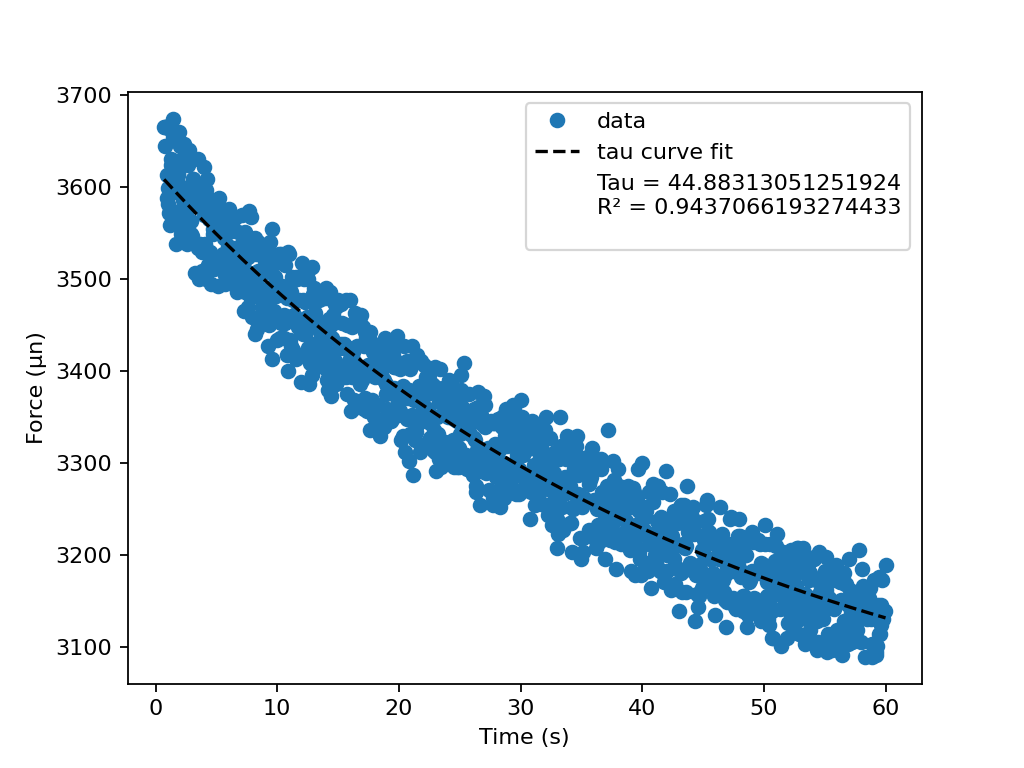 3700
3600
3500
3400
3300
3200
3100
Force (μn)
0 10 20 30 40 50 60
Time (s)
data
tau curve fit
Tau = 44.88313051251924
R² = 0.9437066193274433